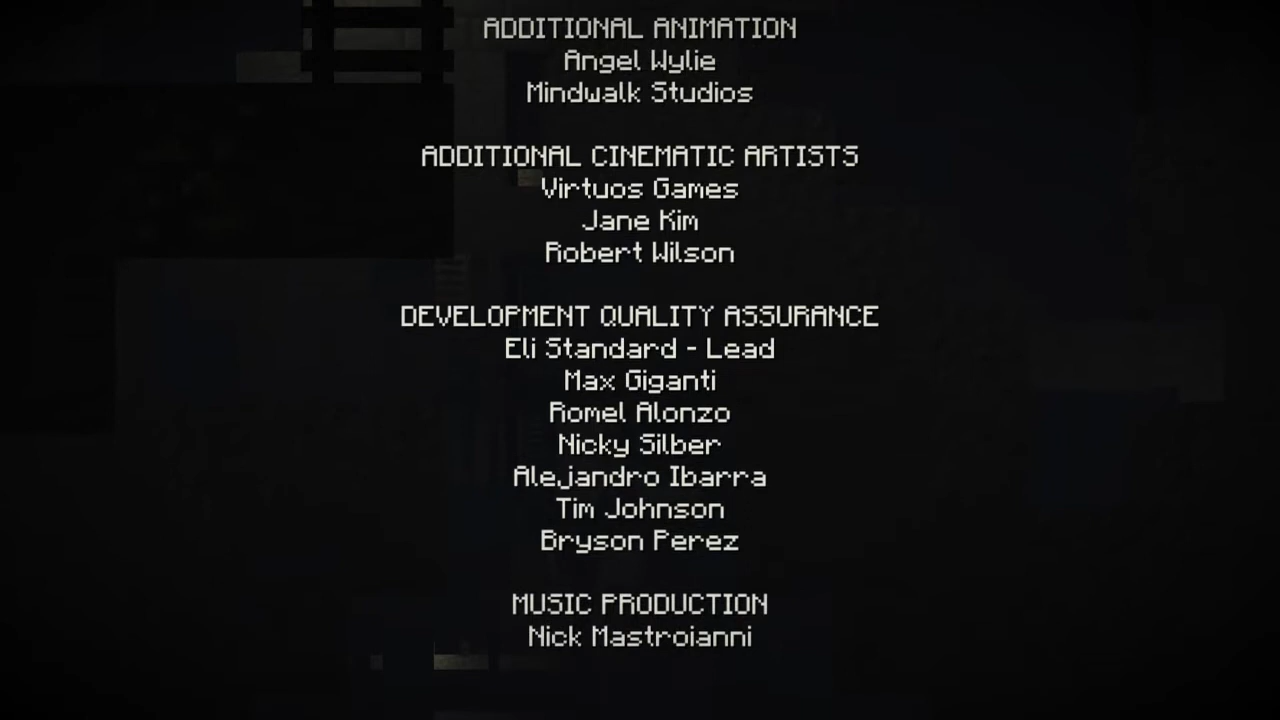 ADDITIONAL ANIMATION
Angel Wylie
Mindwalk Studios
ADDITIONAL CINEMATIC ARTISTS
Virtuos Games
Jane Kim
Robert Wilson
DEVELOPMENT QUALITY ASSURANCE
Eli Standard - Lead
Max Giganti
Romel Alonzo
Nicky Silber
Alejandro Ibarra
Tim Johnson
Bryson Perez
MUSIC PRODUCTION
Nick Mastroianni